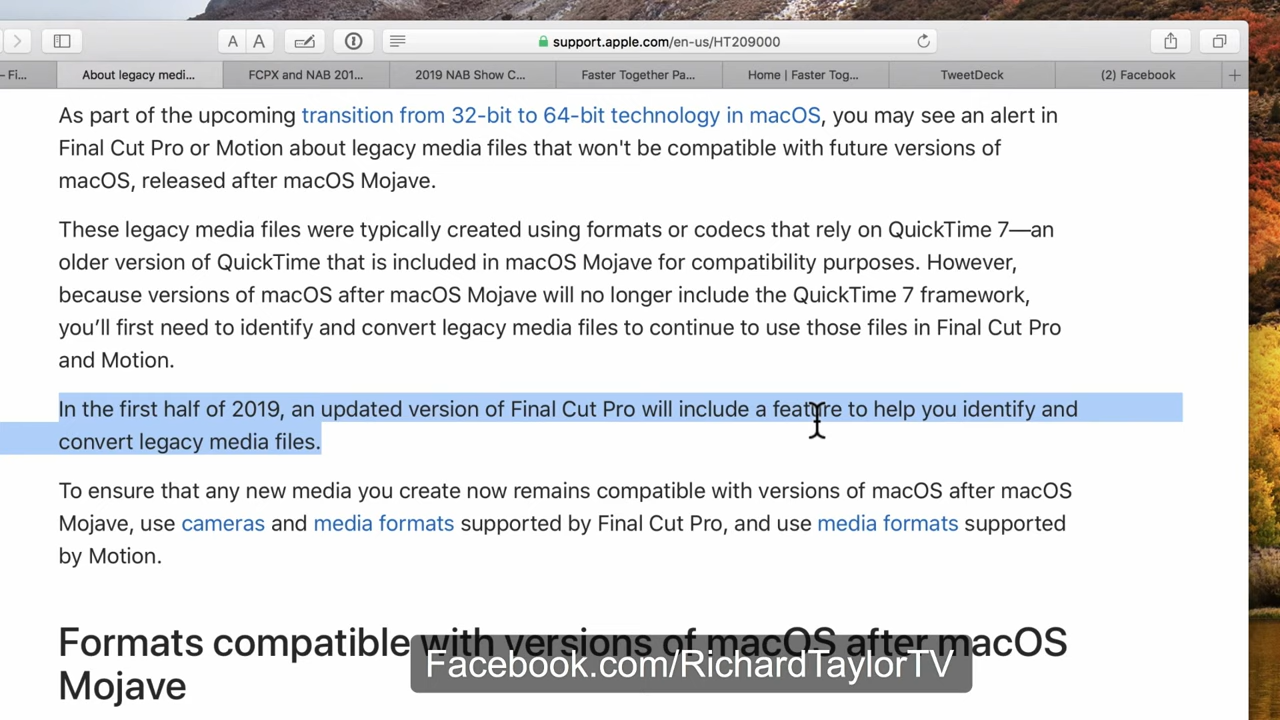 A A support.apple.com/en-us/HT209000
– Fi... About legacy medi... FCPX and NAB 201... 2019 NAB Show C... Faster Together Pa... Home | Faster Tog... TweetDeck (2) Facebook +
As part of the upcoming transition from 32-bit to 64-bit technology in macOS, you may see an alert in
Final Cut Pro or Motion about legacy media files that won't be compatible with future versions of
macOS, released after macOS Mojave.
These legacy media files were typically created using formats or codecs that rely on QuickTime 7—an
older version of QuickTime that is included in macOS Mojave for compatibility purposes. However,
because versions of macOS after macOS Mojave will no longer include the QuickTime 7 framework,
you’ll first need to identify and convert legacy media files to continue to use those files in Final Cut Pro
and Motion.
In the first half of 2019, an updated version of Final Cut Pro will include a feature to help you identify and
convert legacy media files.
To ensure that any new media you create now remains compatible with versions of macOS after macOS
Mojave, use cameras and media formats supported by Final Cut Pro, and use media formats supported
by Motion.
Formats compatible with versions of macOS after macOS
Mojave
Facebook.com/RichardTaylorTV